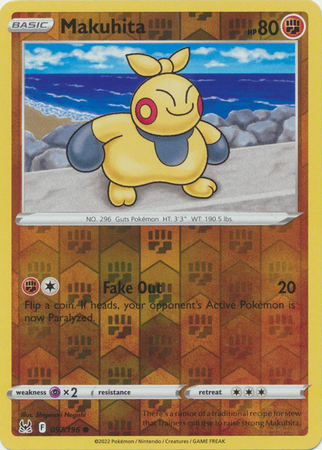 BASIC
Makuhita
HP 80
NO. 296 Guts Pokémon HT: 3'3" WT: 190.5 lbs.
Fake Out 20
Flip a coin. If heads, your opponent's Active Pokémon is
now Paralyzed.
weakness ×2 resistance retreat
There's a rumor of a traditional recipe for stew
that Trainers can use to raise strong Makuhita.
F
©2022 Pokémon / Nintendo / Creatures / GAME FREAK